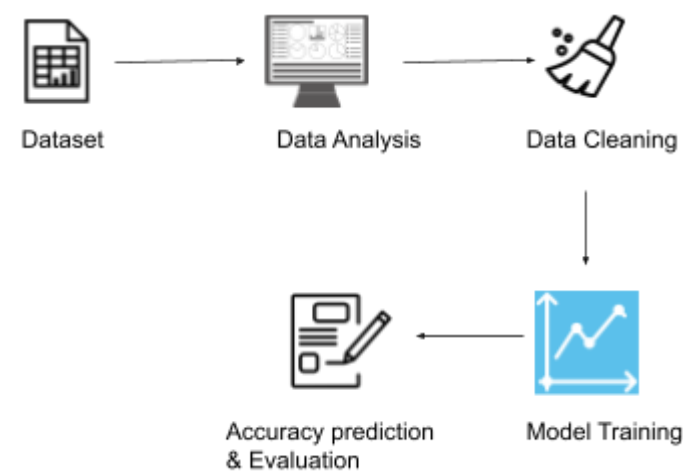 Dataset
Data Analysis
Data Cleaning
Accuracy prediction
& Evaluation
Model Training